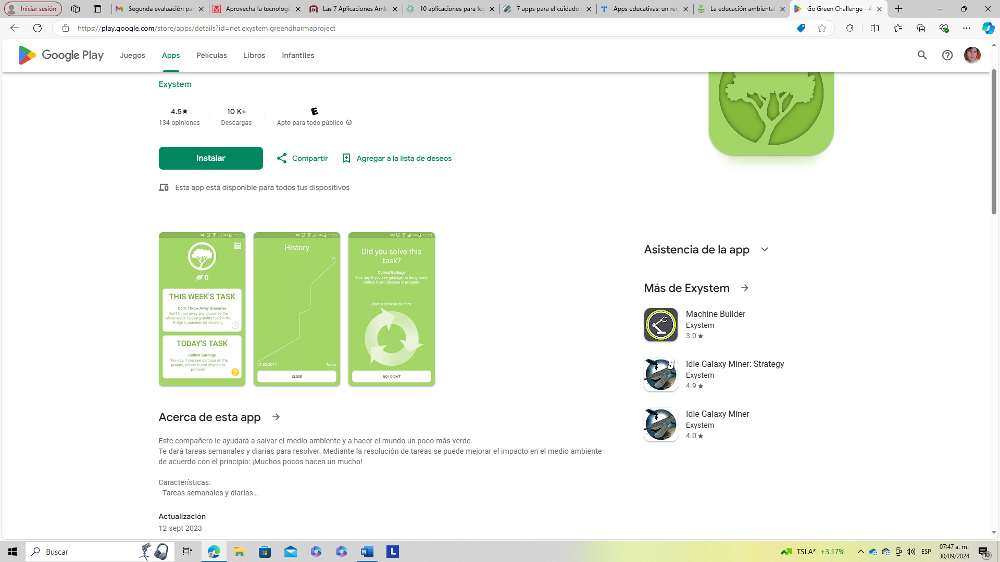 Iniciar sesión
Segunda evaluación par
Aprovecha la tecnología
Las 7 Aplicaciones Amb
10 aplicaciones para log
7 apps para el cuidado
Apps educativas: un rec
La educación ambiental
Go Green Challenge - A
https://play.google.com/store/apps/details?id=net.exystem.greendharmaproject
Google Play
Juegos
Apps
Películas
Libros
Infantiles
Exystem
4.5★
134 opiniones
10 K+
Descargas
E
Apto para todo público
Instalar
Compartir
Agregar a la lista de deseos
Esta app está disponible para todos tus dispositivos
11:55
0
THIS WEEK'S TASK
Don't Throw Away Groceries
Don't throw away any groceries the
whole week. Leaving moldy food in the
fridge is considered cheating.
TODAY'S TASK
Collect Garbage
This day, if you see garbage on the
ground, collect it and dispose is
properly.
?
11:53
History
21
01.03.2017
Today
CLOSE
11:53
Did you solve this
task?
Collect Garbage
This day, if you see garbage on the ground,
collect it and dispose is properly.
Draw a circle to confirm.
NO I DIDN'T
Asistencia de la app
Más de Exystem
Machine Builder
Exystem
3.0 ★
Idle Galaxy Miner: Strategy
Exystem
4.9 ★
Idle Galaxy Miner
Exystem
4.0 ★
Acerca de esta app
Este compañero le ayudará a salvar el medio ambiente y a hacer el mundo un poco más verde.
Te dará tareas semanales y diarias para resolver. Mediante la resolución de tareas se puede mejorar el impacto en el medio ambiente
de acuerdo con el principio: ¡Muchos pocos hacen un mucho!
Características:
- Tareas semanales y diarias...
Actualización
12 sept 2023
Buscar
W
L
TSLA* +3.17%
ESP
07:47 a. m.
30/09/2024
10